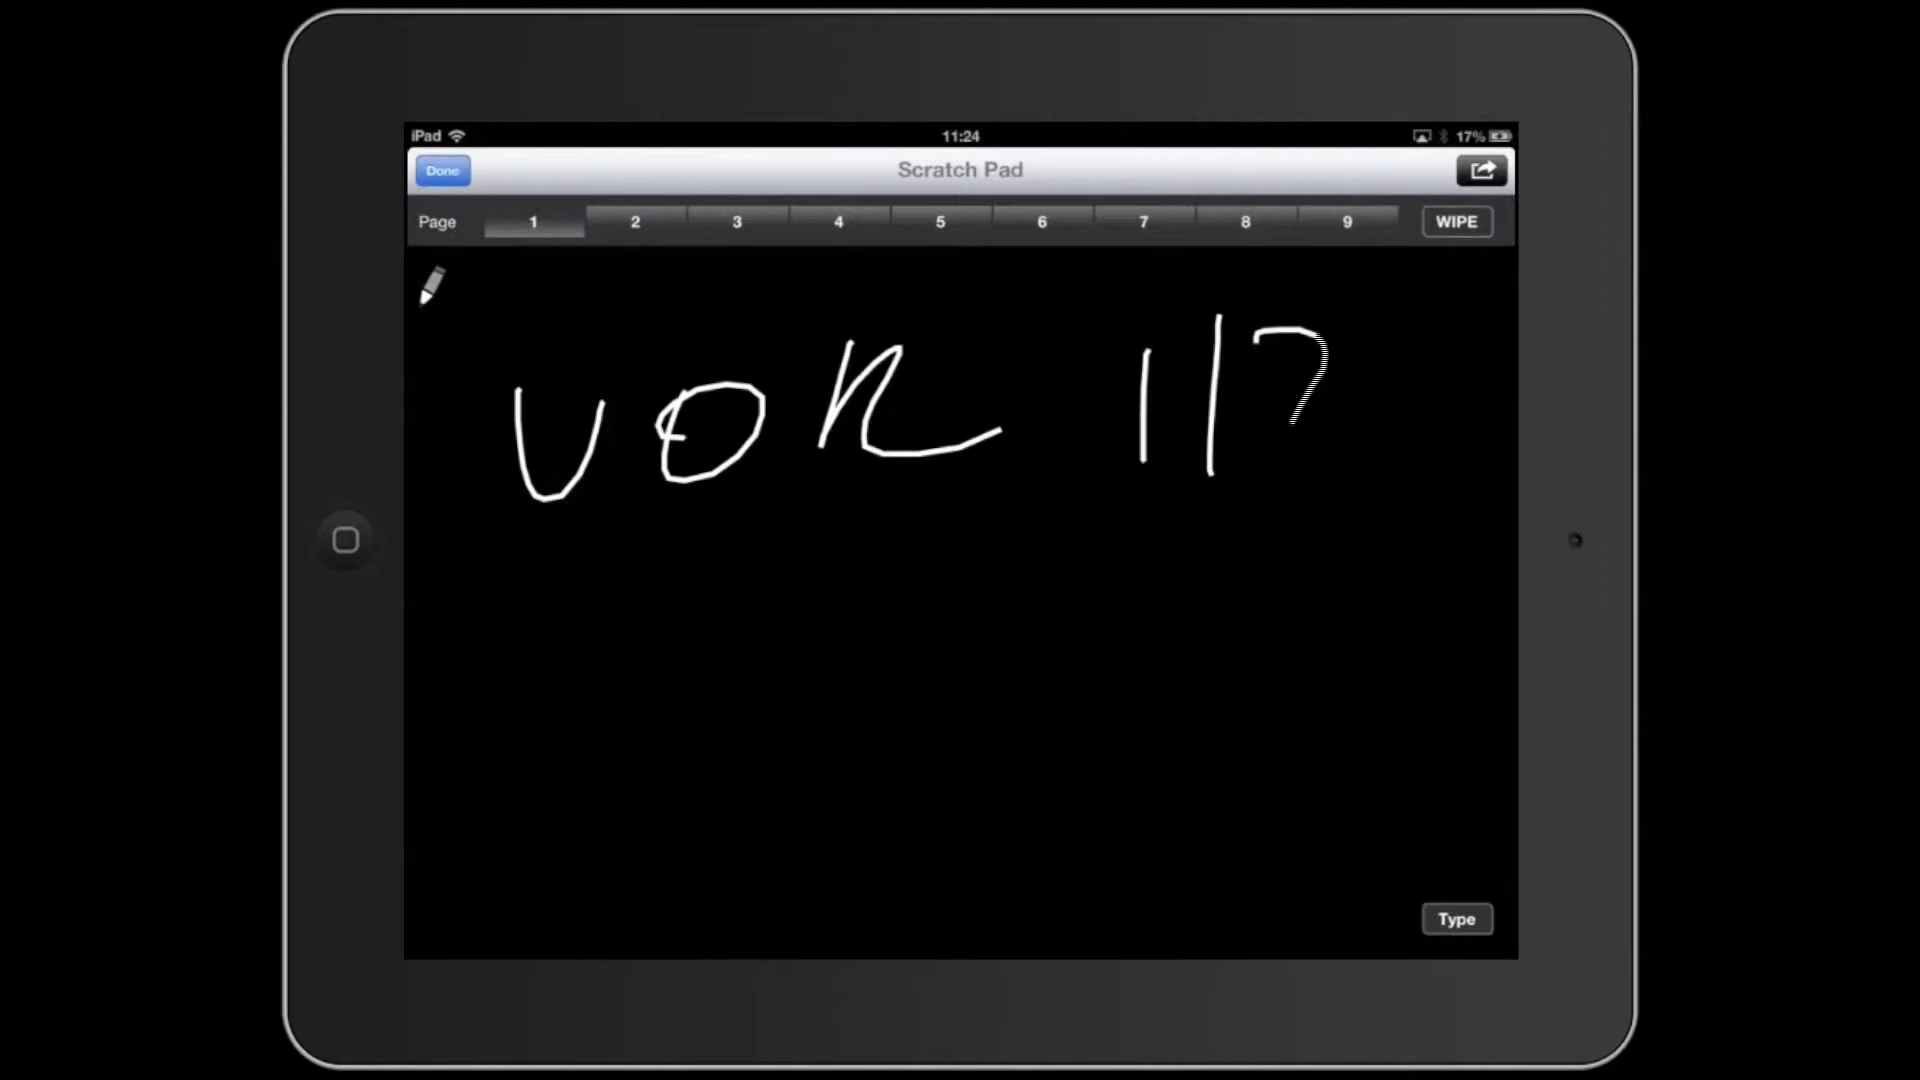 iPad 11:24 17%
Done Scratch Pad
Page 1 2 3 4 5 6 7 8 9 WIPE
VOR 117
Type